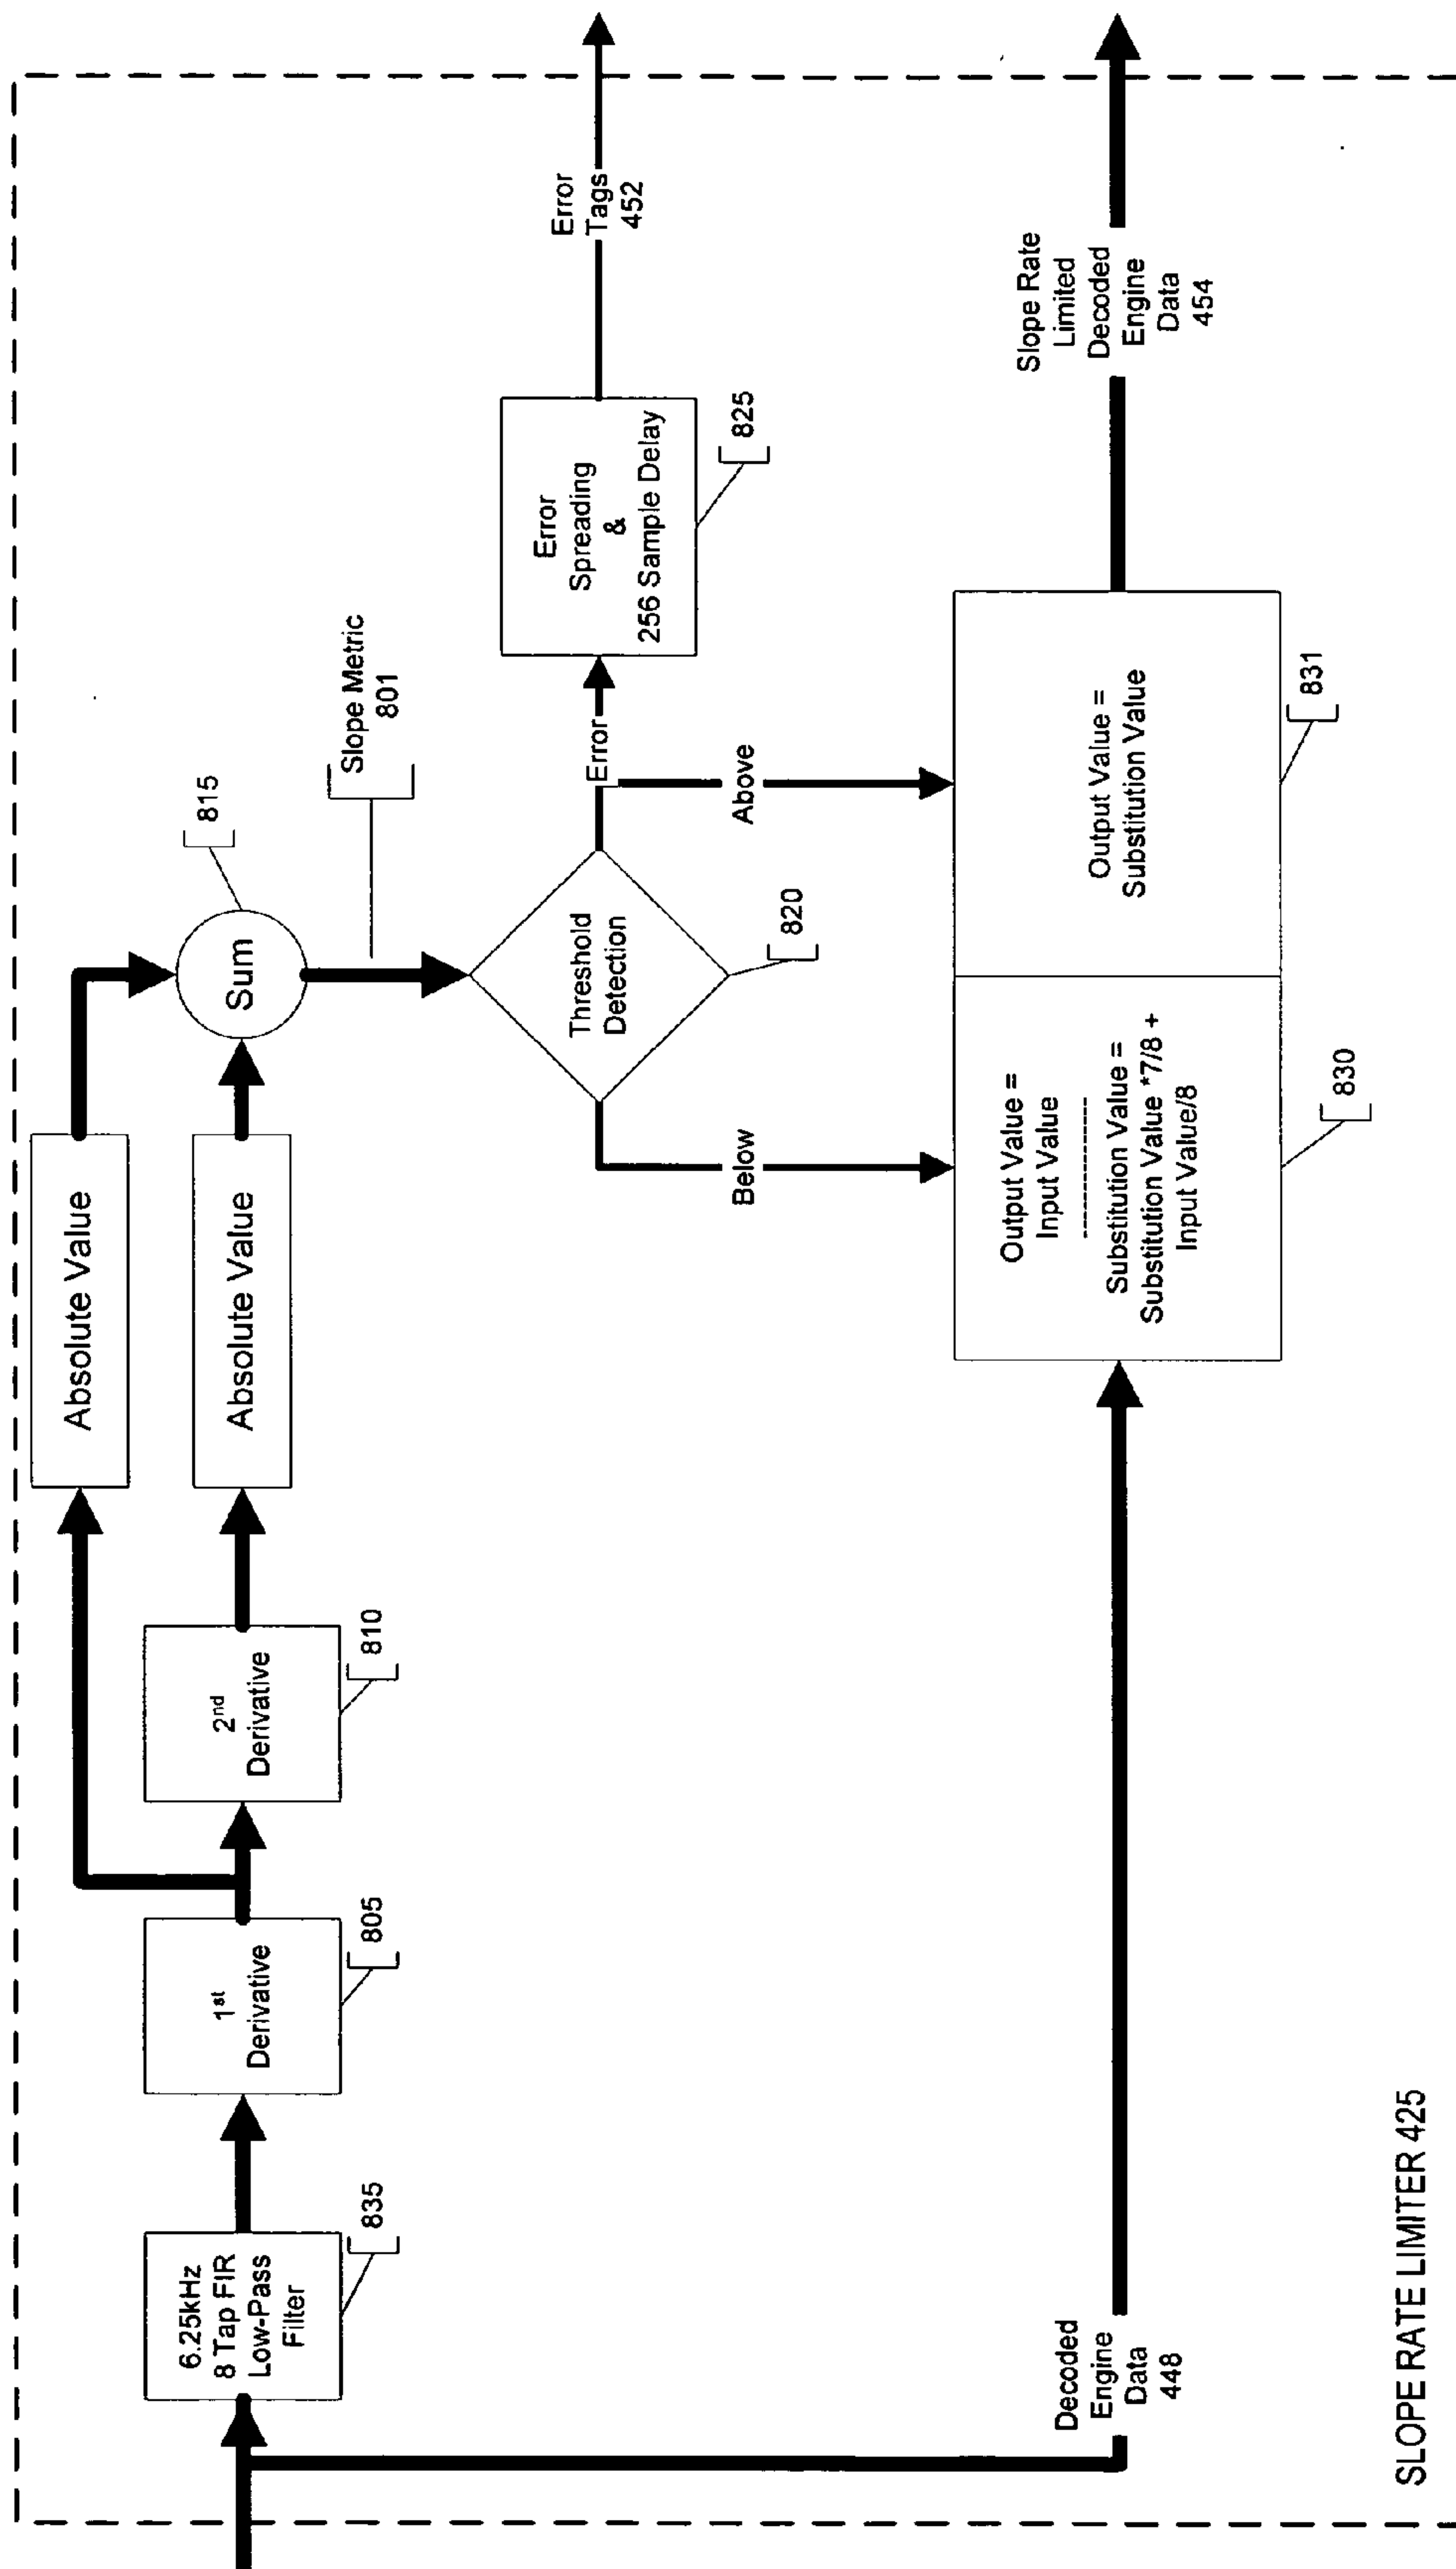 Absolute Value
6.25kHz
8 Tap FIR
Low-Pass
Filter
835
1st
Derivative
805
2nd
Derivative
810
Absolute Value
Sum
815
Slope Metric
801
Threshold
Detection
820
Error
Error
Spreading
&
256 Sample Delay
825
Error
Tags
452
Below
Above
Decoded
Engine
Data
448
Output Value =
Input Value
------------
Substitution Value =
Substitution Value *7/8 +
Input Value/8
830
Output Value =
Substitution Value
831
Slope Rate
Limited
Decoded
Engine
Data
454
SLOPE RATE LIMITER 425